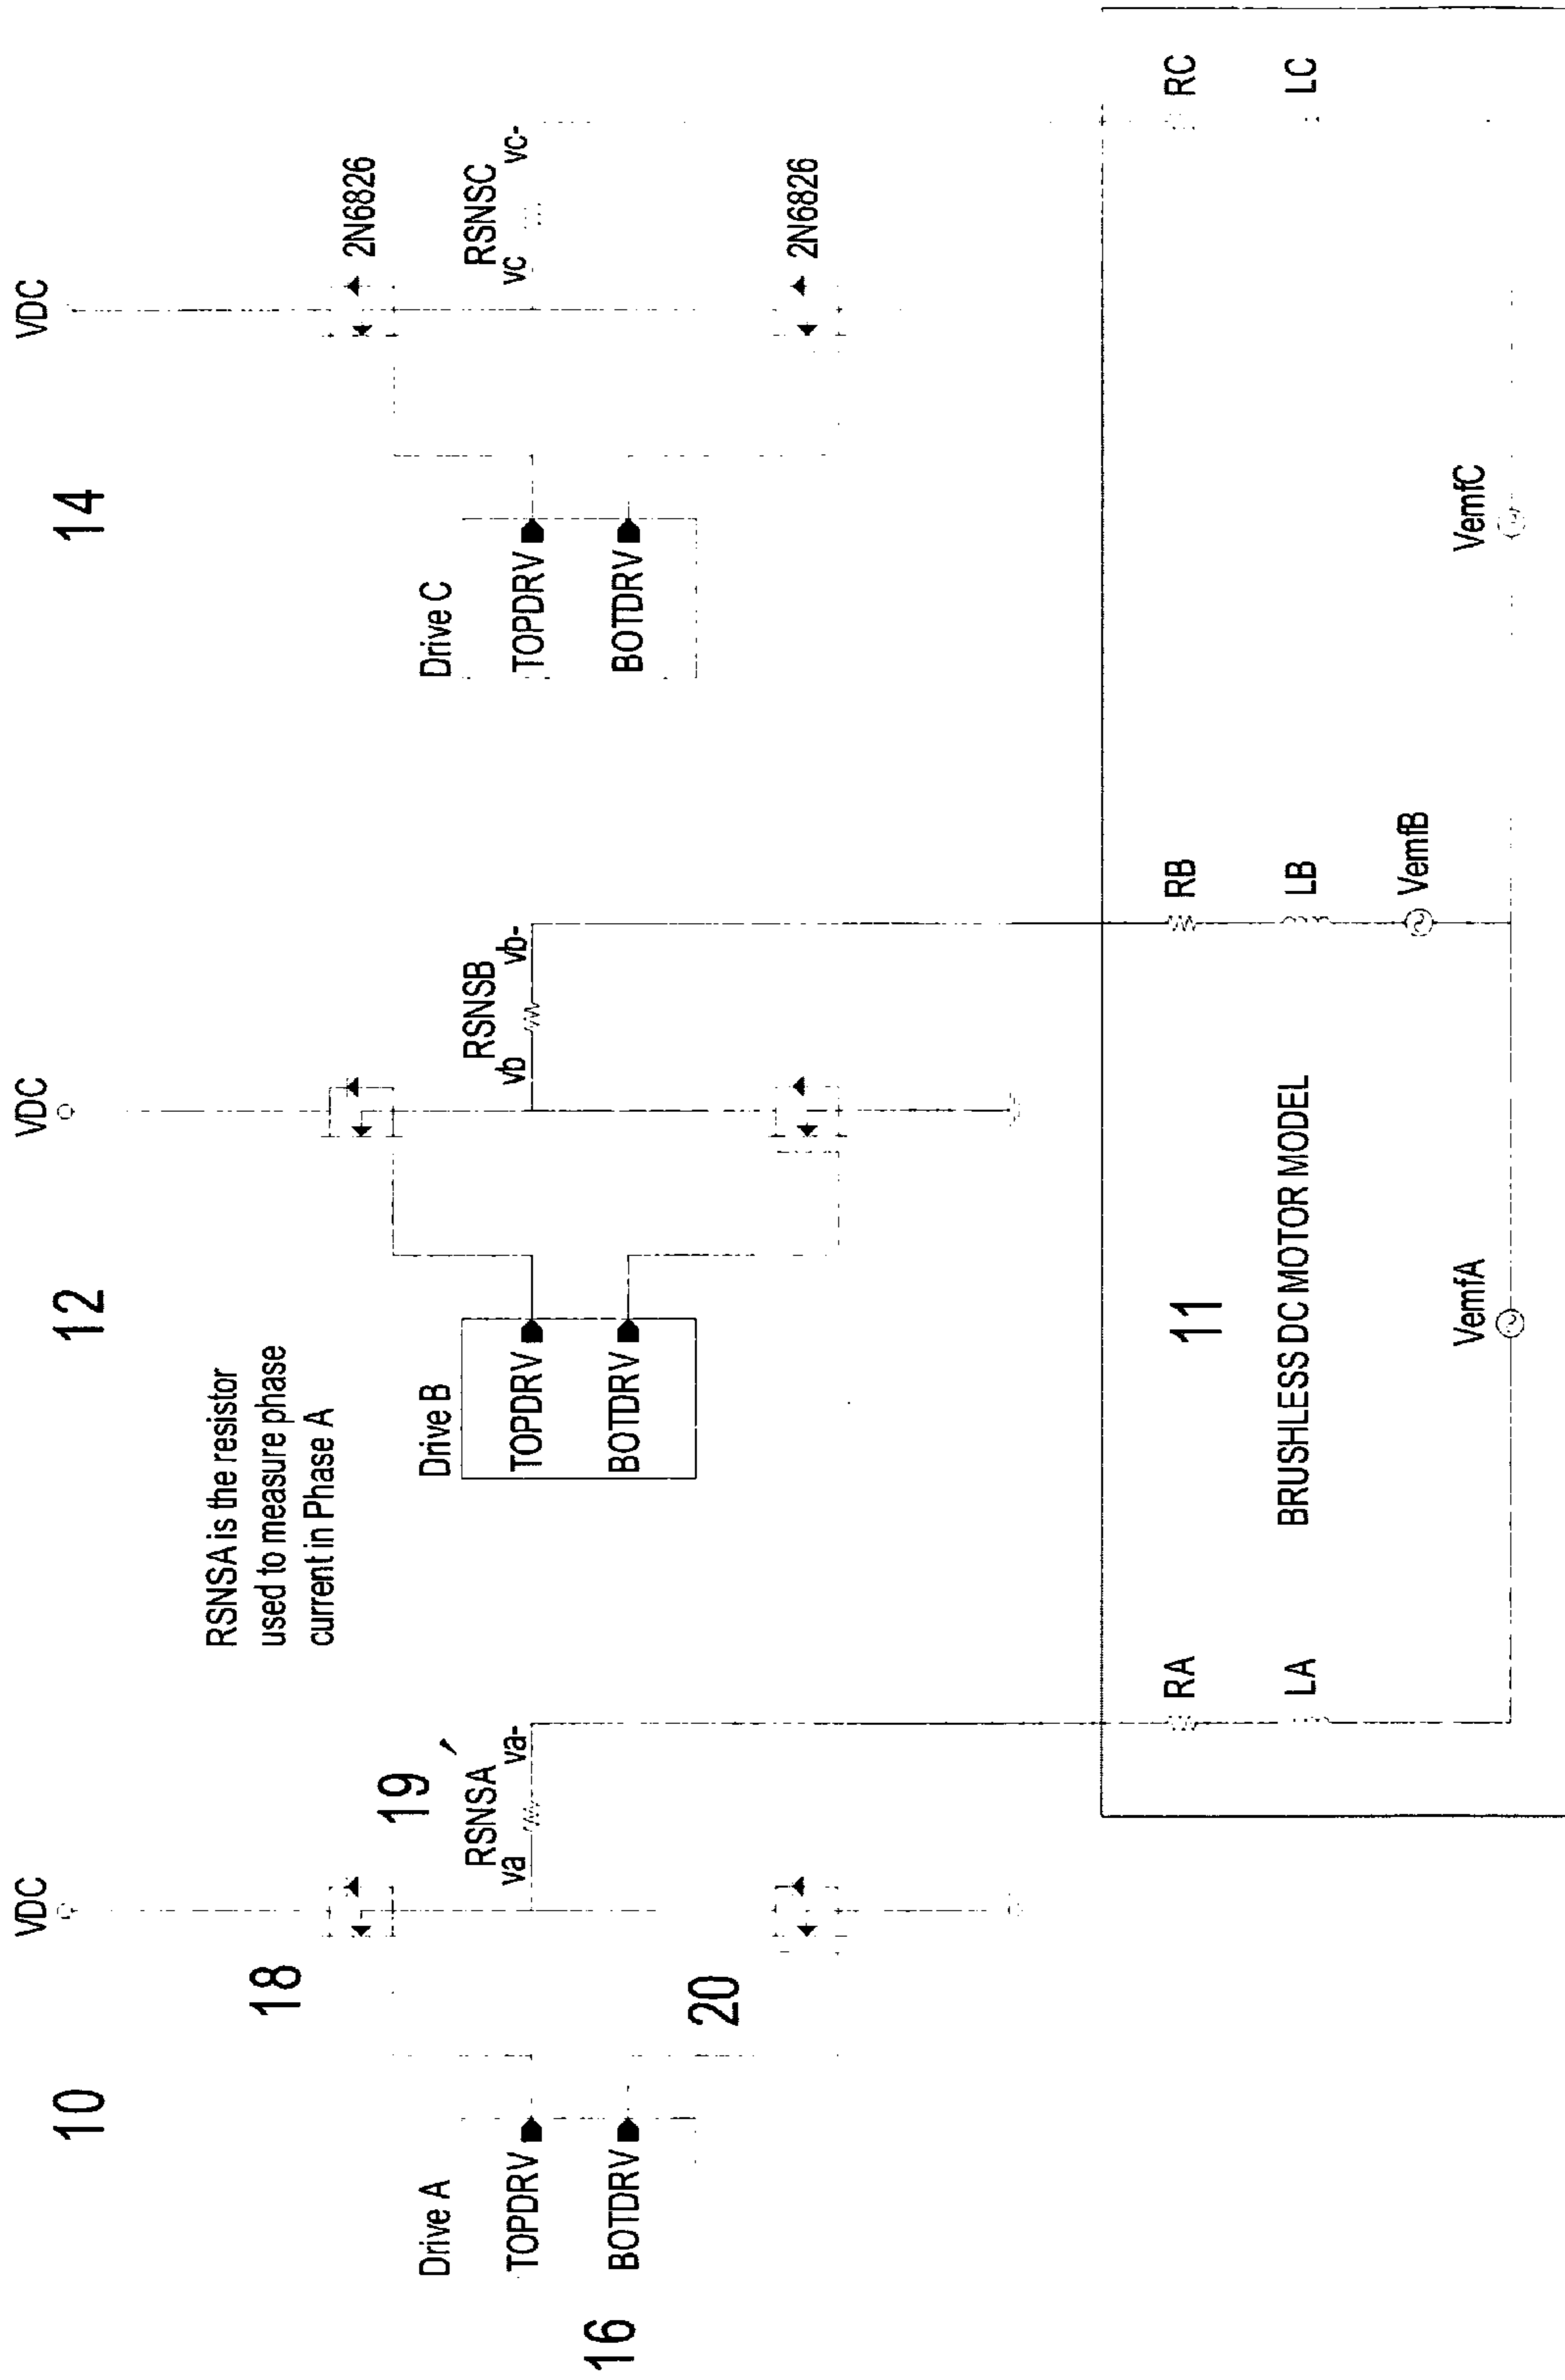 10
12
14
VDC
VDC
VDC
RSNSA is the resistor
used to measure phase
current in Phase A
18
2N6826
19
Drive A
Drive B
Drive C
RSNSA
RSNSB
RSNSC
va
va-
vb
vb-
vc
vc-
TOPDRV
TOPDRV
TOPDRV
16
BOTDRV
BOTDRV
BOTDRV
20
2N6826
RA
11
RB
RC
LA
BRUSHLESS DC MOTOR MODEL
LB
LC
VemfB
VemfA
VemfC